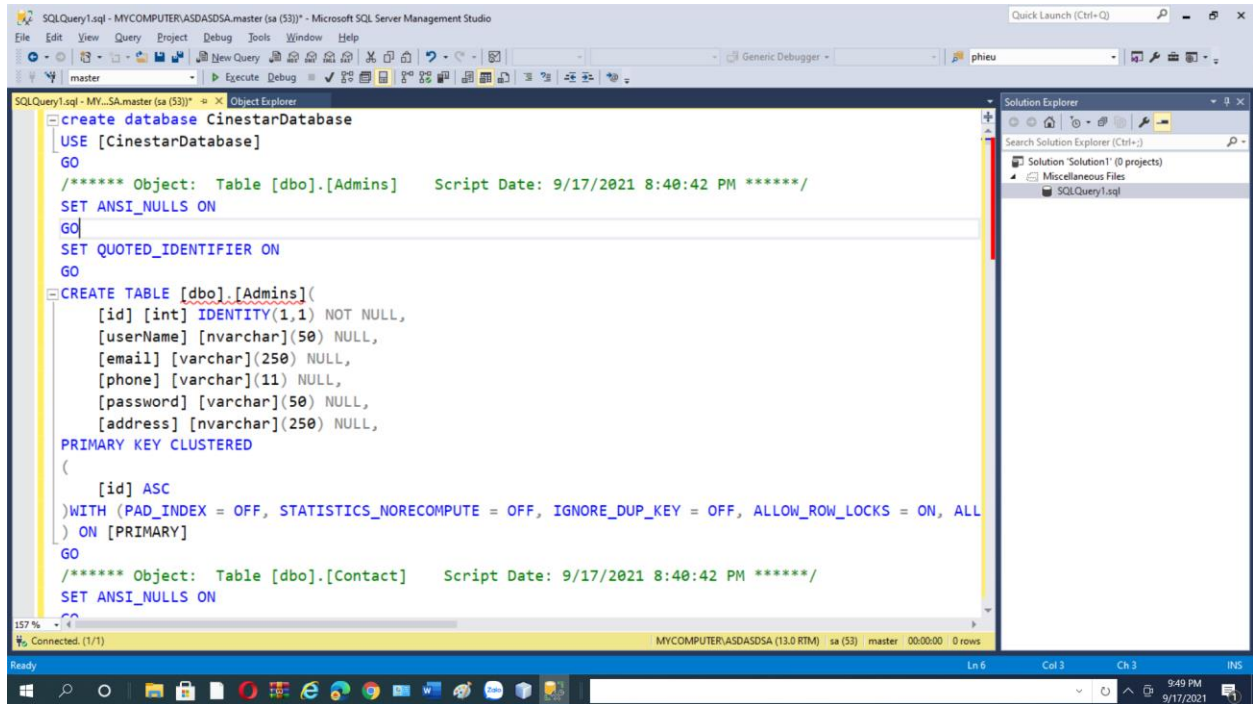 SQLQuery1.sql - MYCOMPUTER\ASDASDSA.master (sa (53))* - Microsoft SQL Server Management Studio
Quick Launch (Ctrl+Q)
File Edit View Query Project Debug Tools Window Help
New Query
Generic Debugger
phieu
master
Execute Debug
SQLQuery1.sql - MY...SA.master (sa (53))*
Object Explorer
create database CinestarDatabase
USE [CinestarDatabase]
GO
/****** Object:  Table [dbo].[Admins]    Script Date: 9/17/2021 8:40:42 PM ******/
SET ANSI_NULLS ON
GO
SET QUOTED_IDENTIFIER ON
GO
CREATE TABLE [dbo].[Admins](
[id] [int] IDENTITY(1,1) NOT NULL,
[userName] [nvarchar](50) NULL,
[email] [varchar](250) NULL,
[phone] [varchar](11) NULL,
[password] [varchar](50) NULL,
[address] [nvarchar](250) NULL,
PRIMARY KEY CLUSTERED
(
[id] ASC
)WITH (PAD_INDEX = OFF, STATISTICS_NORECOMPUTE = OFF, IGNORE_DUP_KEY = OFF, ALLOW_ROW_LOCKS = ON, ALL
) ON [PRIMARY]
GO
/****** Object:  Table [dbo].[Contact]    Script Date: 9/17/2021 8:40:42 PM ******/
SET ANSI_NULLS ON
GO
157 %
Connected. (1/1)
MYCOMPUTER\ASDASDSA (13.0 RTM) sa (53) master 00:00:00 0 rows
Solution Explorer
Search Solution Explorer (Ctrl+;)
Solution 'Solution1' (0 projects)
Miscellaneous Files
SQLQuery1.sql
Ready
Ln 6 Col 3 Ch 3 INS
Zalo
9:49 PM
9/17/2021